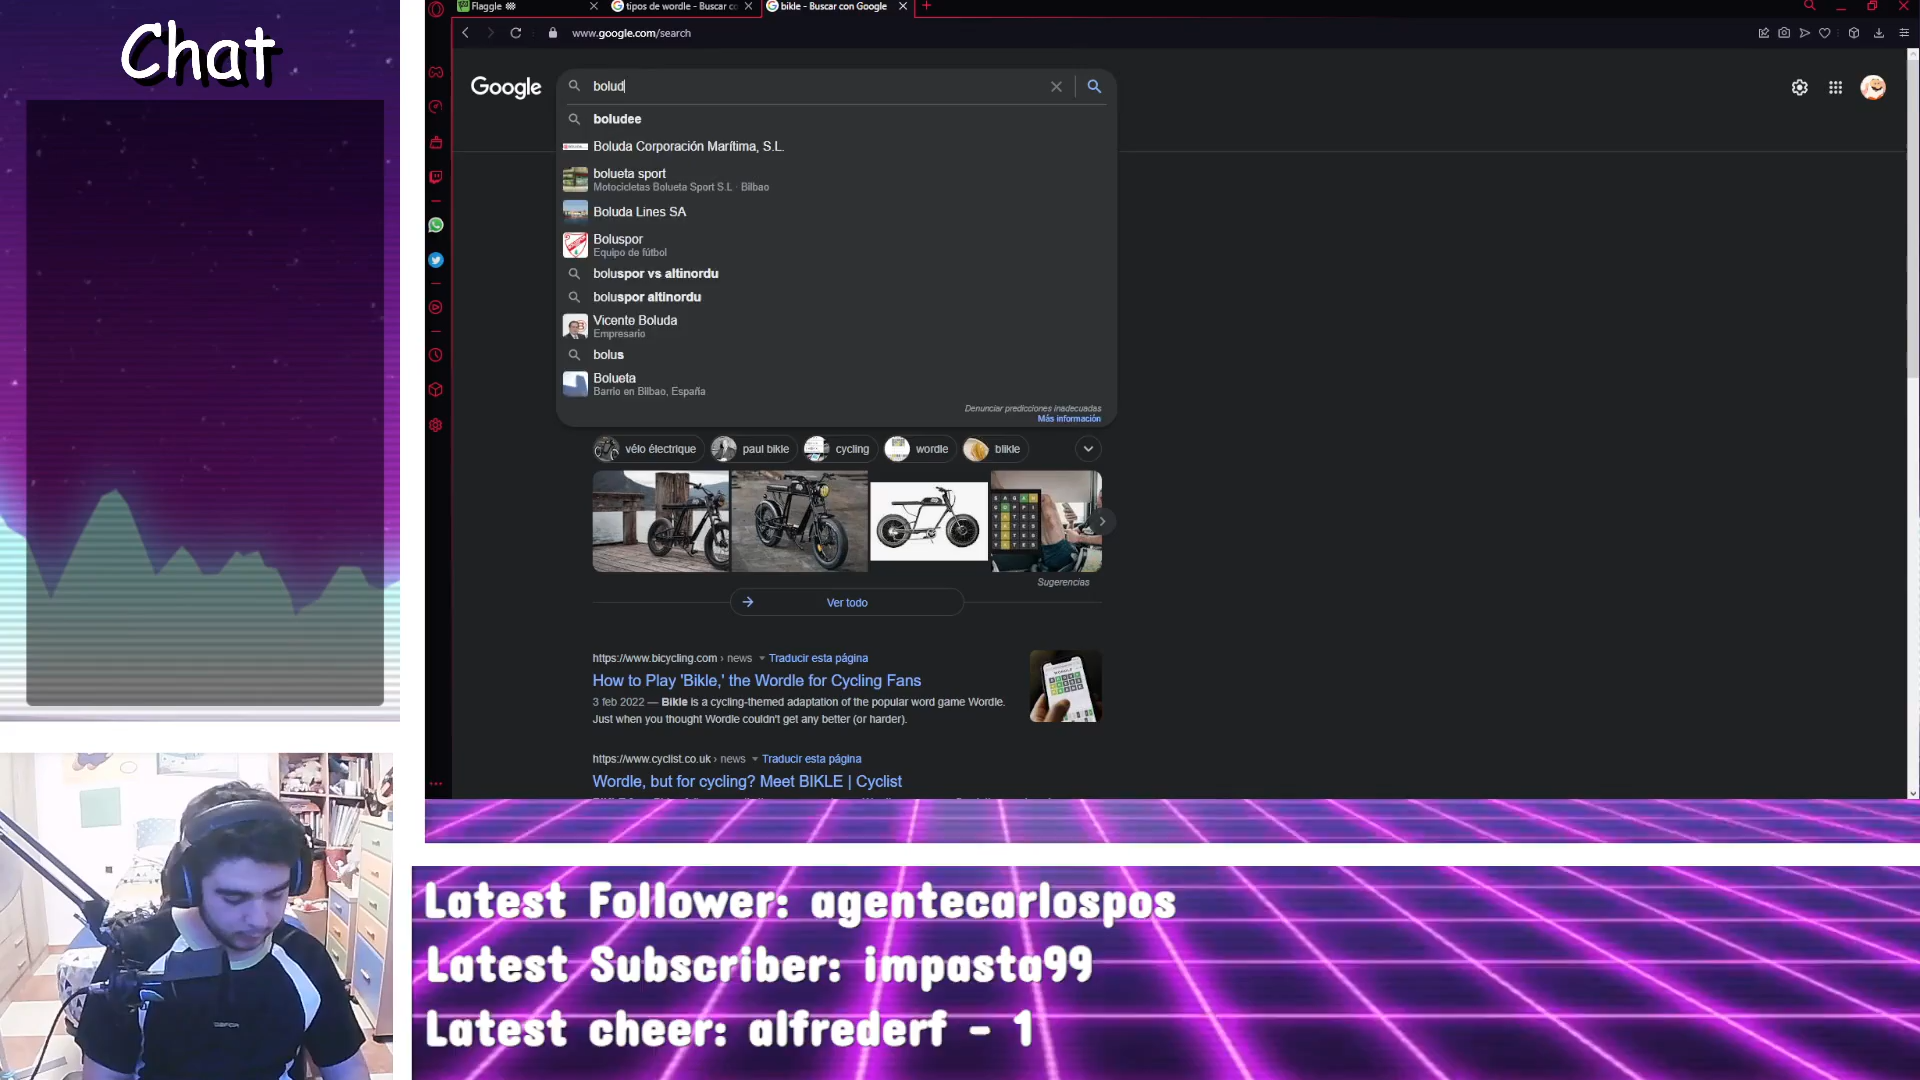 Chat
Flaggle
tipos de wordle - Buscar co
bikle - Buscar con Google
www.google.com/search
Google
bolud
boludee
Boluda Corporación Marítima, S.L.
bolueta sport
Motocicletas Bolueta Sport S.L · Bilbao
Boluda Lines SA
Boluspor
Equipo de fútbol
boluspor vs altinordu
boluspor altinordu
Vicente Boluda
Empresario
bolus
Bolueta
Barrio en Bilbao, España
Denunciar predicciones inadecuadas
Más información
vélo électrique
paul bikle
cycling
wordle
blikle
Sugerencias
Ver todo
https://www.bicycling.com › news
Traducir esta página
How to Play 'Bikle,' the Wordle for Cycling Fans
3 feb 2022 — Bikle is a cycling-themed adaptation of the popular word game Wordle.
Just when you thought Wordle couldn't get any better (or harder).
https://www.cyclist.co.uk › news
Traducir esta página
Wordle, but for cycling? Meet BIKLE | Cyclist
Latest Follower: agentecarlospos
Latest Subscriber: impasta99
Latest cheer: alfrederf - 1